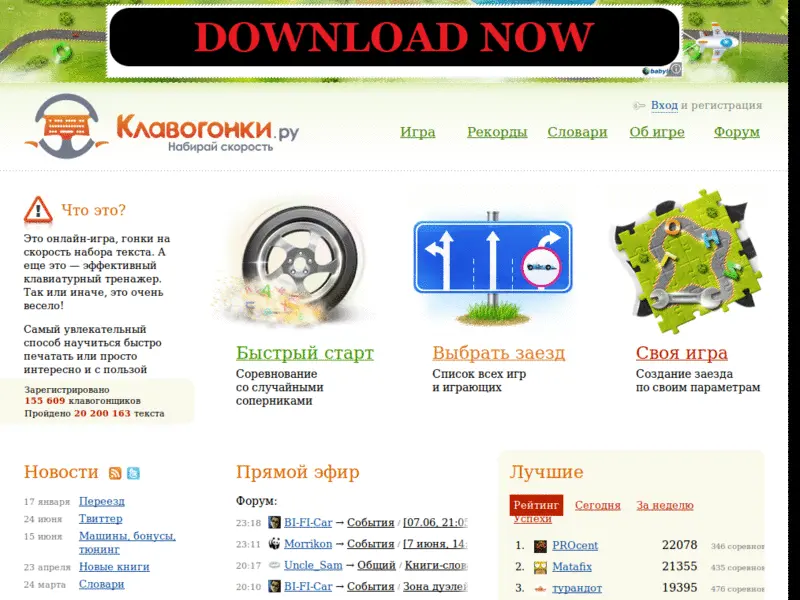 DOWNLOAD NOW
Вход и регистрация
Клавогонки.ру
Набирай скорость
Игра Рекорды Словари Об игре Форум
Что это?
Это онлайн-игра, гонки на
скорость набора текста. А
еще это — эффективный
клавиатурный тренажер.
Так или иначе, это очень
весело!
Самый увлекательный
способ научиться быстро
печатать или просто
интересно и с пользой
Зарегистрировано
155 609 клавогонщиков
Пройдено 20 200 163 текста
Быстрый старт
Соревнование
со случайными
соперниками
Выбрать заезд
Список всех игр
и играющих
Своя игра
Создание заезда
по своим параметрам
Новости
17 января Переезд
24 июня Твиттер
15 июня Машины, бонусы,
тюнинг
23 апреля Новые книги
24 марта Словари
Прямой эфир
Форум:
23:18 BI-FI-Car → События / [07.06, 21:0
23:11 Morrikon → События / [7 июня, 14:
20:17 Uncle_Sam → Общий / Книги-слов
20:10 BI-FI-Car → События / Зона дуэле
Лучшие
Рейтинг Сегодня За неделю
Успехи
1. PROcent 22078 346 соревнов
2. Matafix 21355 435 соревнов
3. турандот 19395 476 соревнов